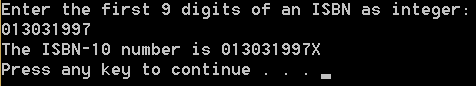 Enter the first 9 digits of an ISBN as integer:
013031997
The ISBN-10 number is 013031997X
Press any key to continue . . .